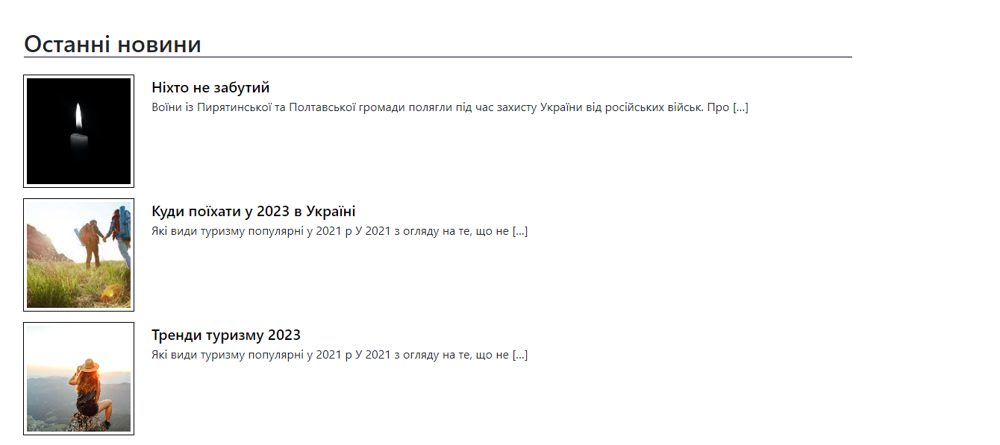 Останні новини
Ніхто не забутий
Воїни із Пирятинської та Полтавської громади полягли під час захисту України від російських військ. Про [...]
Куди поїхати у 2023 в Україні
Які види туризму популярні у 2021 р У 2021 з огляду на те, що не [...]
Тренди туризму 2023
Які види туризму популярні у 2021 р У 2021 з огляду на те, що не [...]